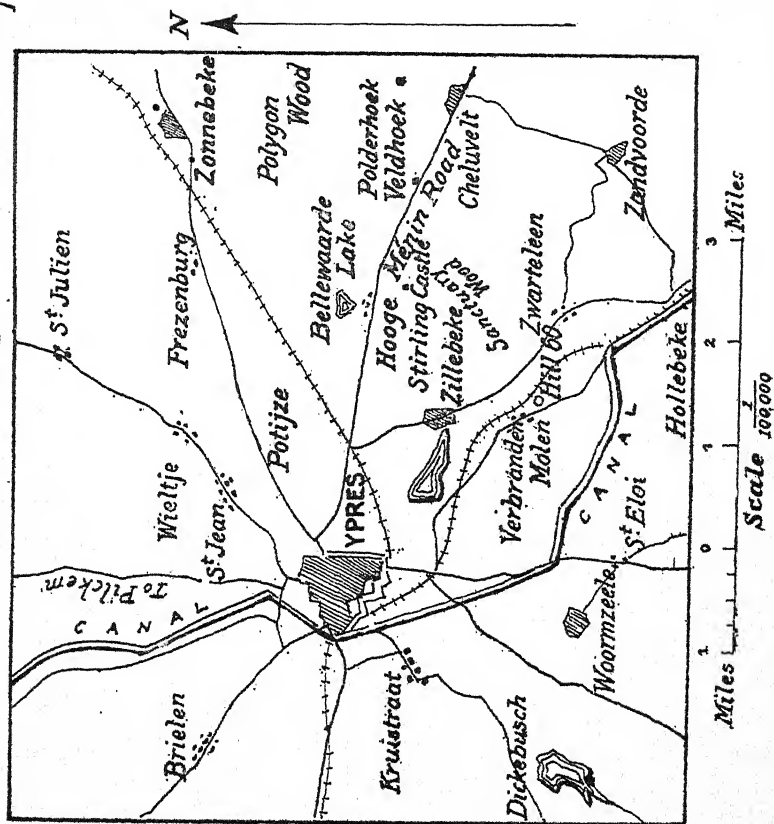 N
St Julien
Zonnebeke
To Pilckem
Wieltje
Frezenburg
CANAL
St Jean
Polygon
Wood
Brielen
Potijze
Bellewaarde
Lake
Polderhoek
Veldhoek
YPRES
Hooge
Menin Road
Stirling Castle
Cheluvelt
Kruistraat
Zillebeke
Sanctuary
Wood
Zwarteleen
Verbranden
Molen
Hill 60
Zandvoorde
Dickebusch
CANAL
Woormzeele
St Eloi
Hollebeke
Miles 1 0 1 2 3 Miles
Scale 1/100,000